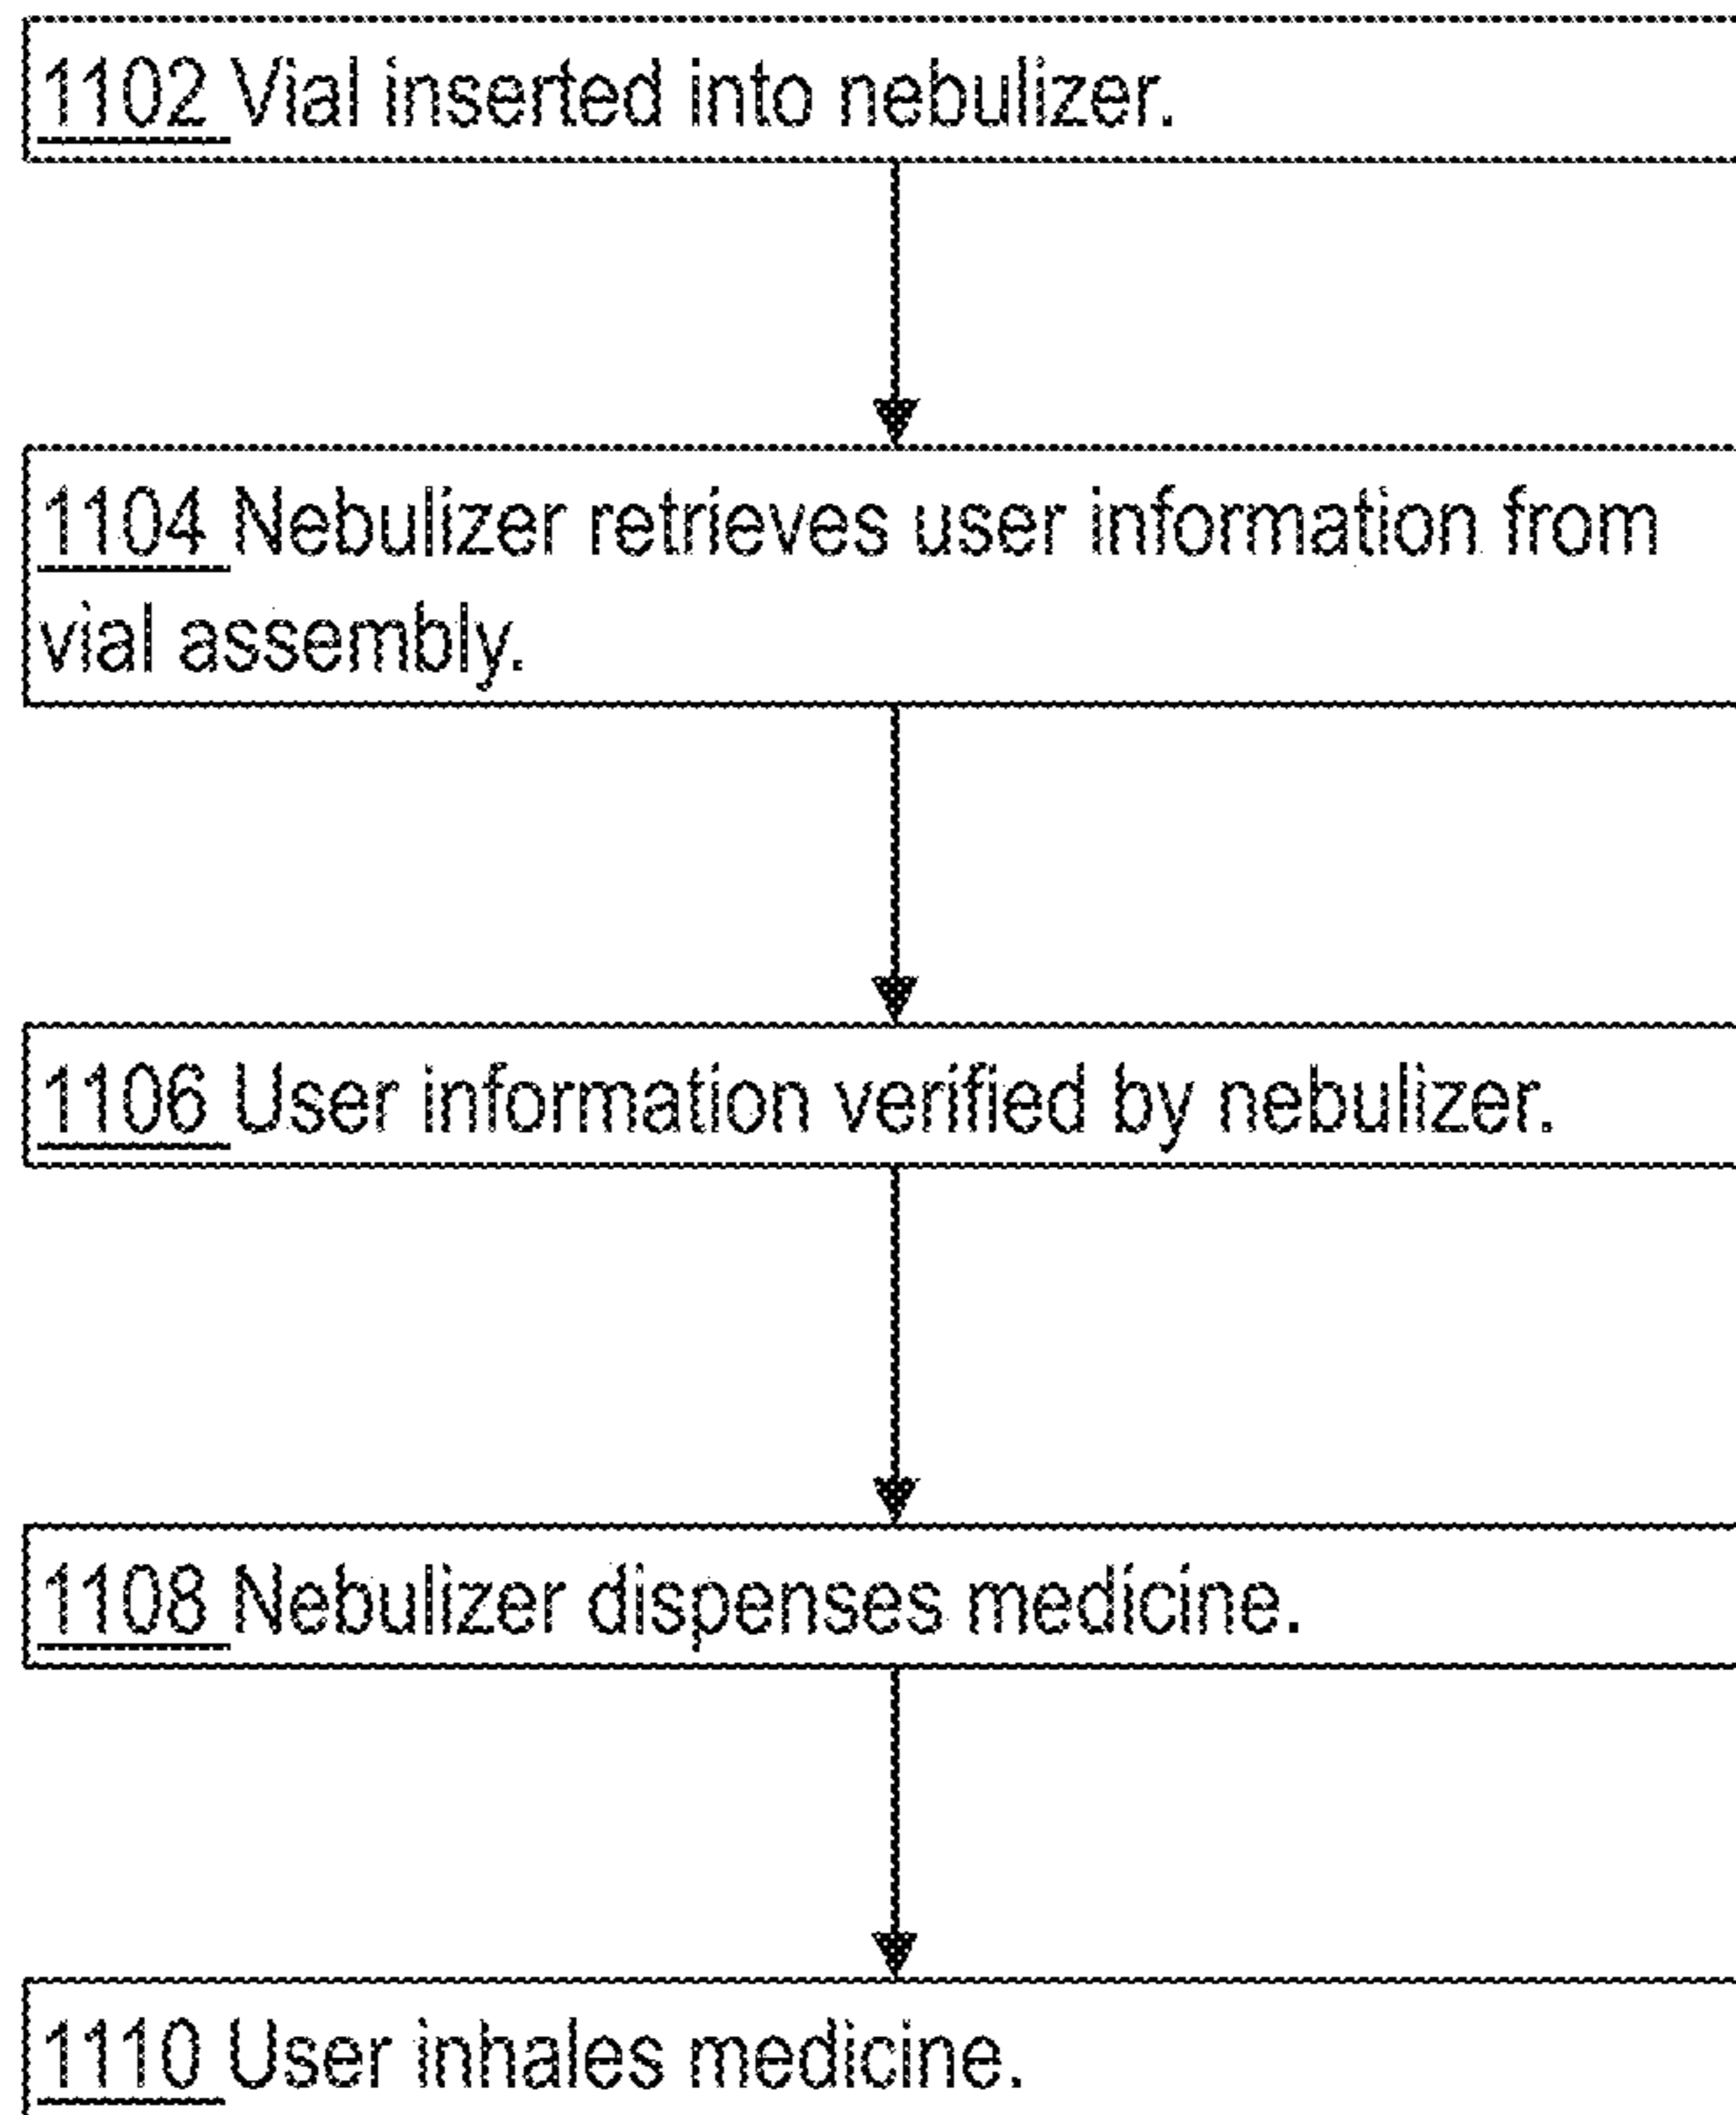 1102 Vial inserted into nebulizer.
1104 Nebulizer retrieves user information from
vial assembly.
1106 User information verified by nebulizer.
1108 Nebulizer dispenses medicine.
1110 User inhales medicine.